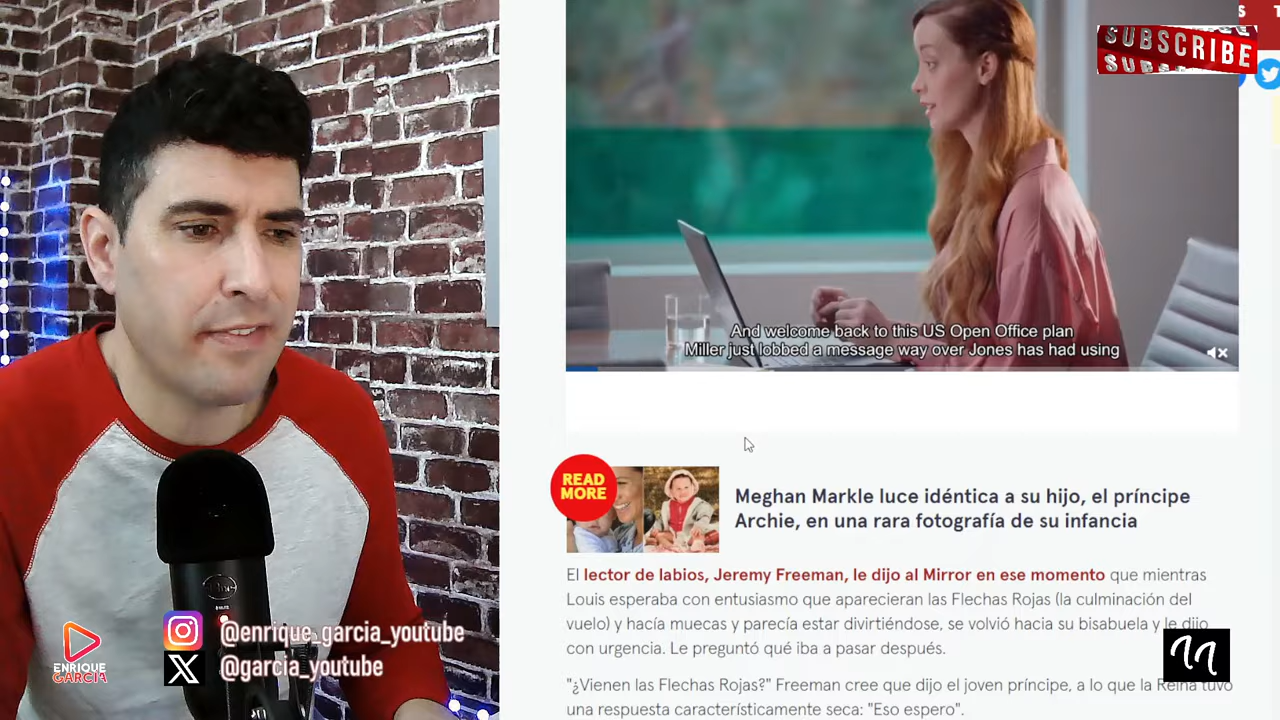 S T
SUBSCRIBE
And welcome back to this US Open Office plan
Miller just lobbed a message way over Jones has had using
READ
MORE
Meghan Markle luce idéntica a su hijo, el príncipe
Archie, en una rara fotografía de su infancia
El lector de labios, Jeremy Freeman, le dijo al Mirror en ese momento que mientras
Louis esperaba con entusiasmo que aparecieran las Flechas Rojas (la culminación del
vuelo) y hacía muecas y parecía estar divirtiéndose, se volvió hacia su bisabuela y le dijo
con urgencia. Le preguntó qué iba a pasar después.
"¿Vienen las Flechas Rojas?" Freeman cree que dijo el joven príncipe, a lo que la Reina tuvo
una respuesta característicamente seca: "Eso espero".
@enrique_garcia_youtube
@garcia_youtube
ENRIQUE
GARCIA